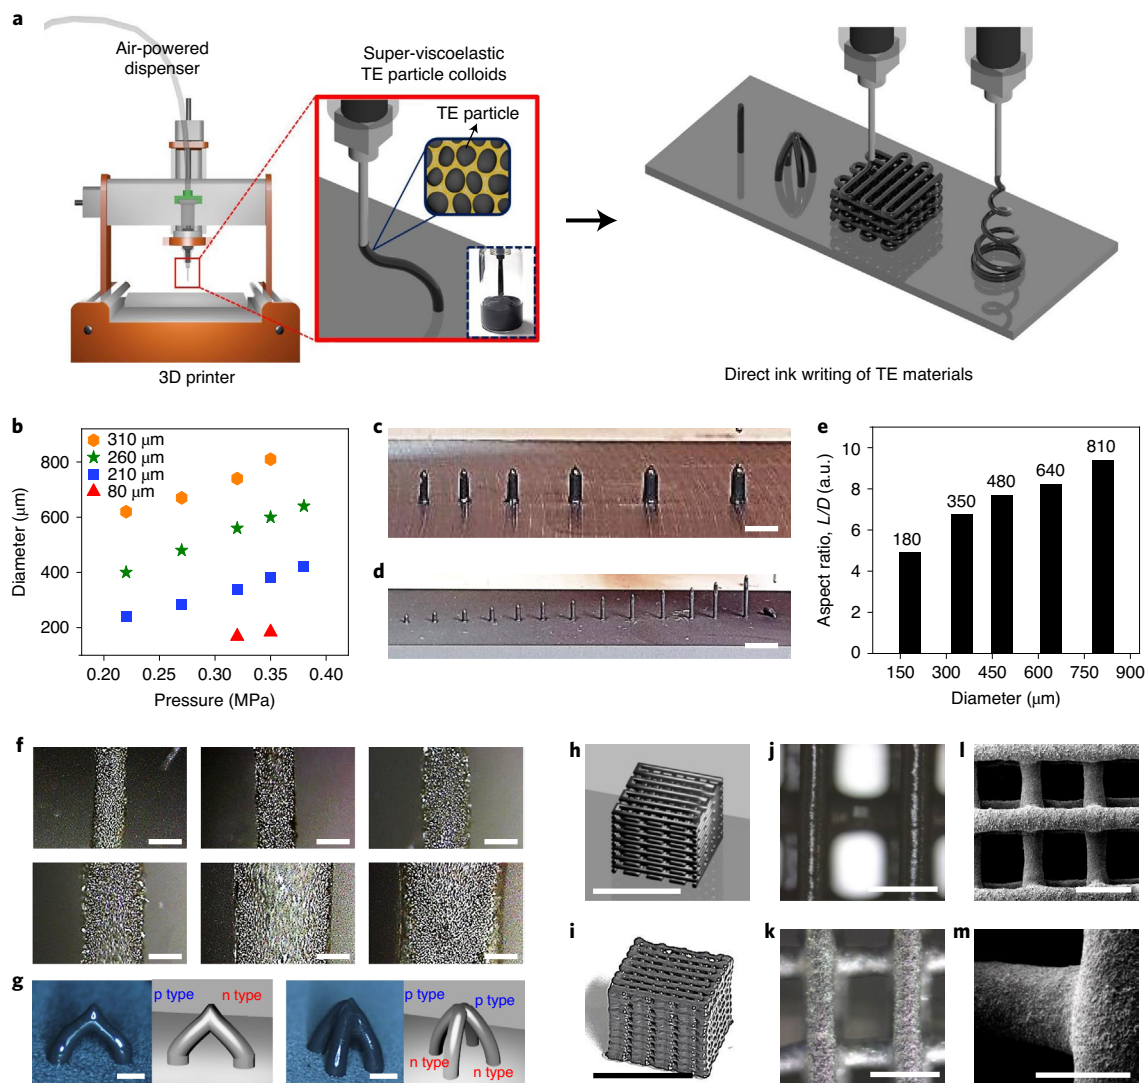 a
Air-powered
dispenser
Super-viscoelastic
TE particle colloids
TE particle
3D printer
Direct ink writing of TE materials
b
310 μm
260 μm
210 μm
80 μm
800
600
400
200
Diameter (μm)
0.20 0.25 0.30 0.35 0.40
Pressure (MPa)
c
d
e
10
8
6
4
2
0
Aspect ratio, L/D (a.u.)
180 350 480 640 810
150 300 450 600 750 900
Diameter (μm)
f
g
p type n type
p type p type
n type n type
h
i
j
k
l
m